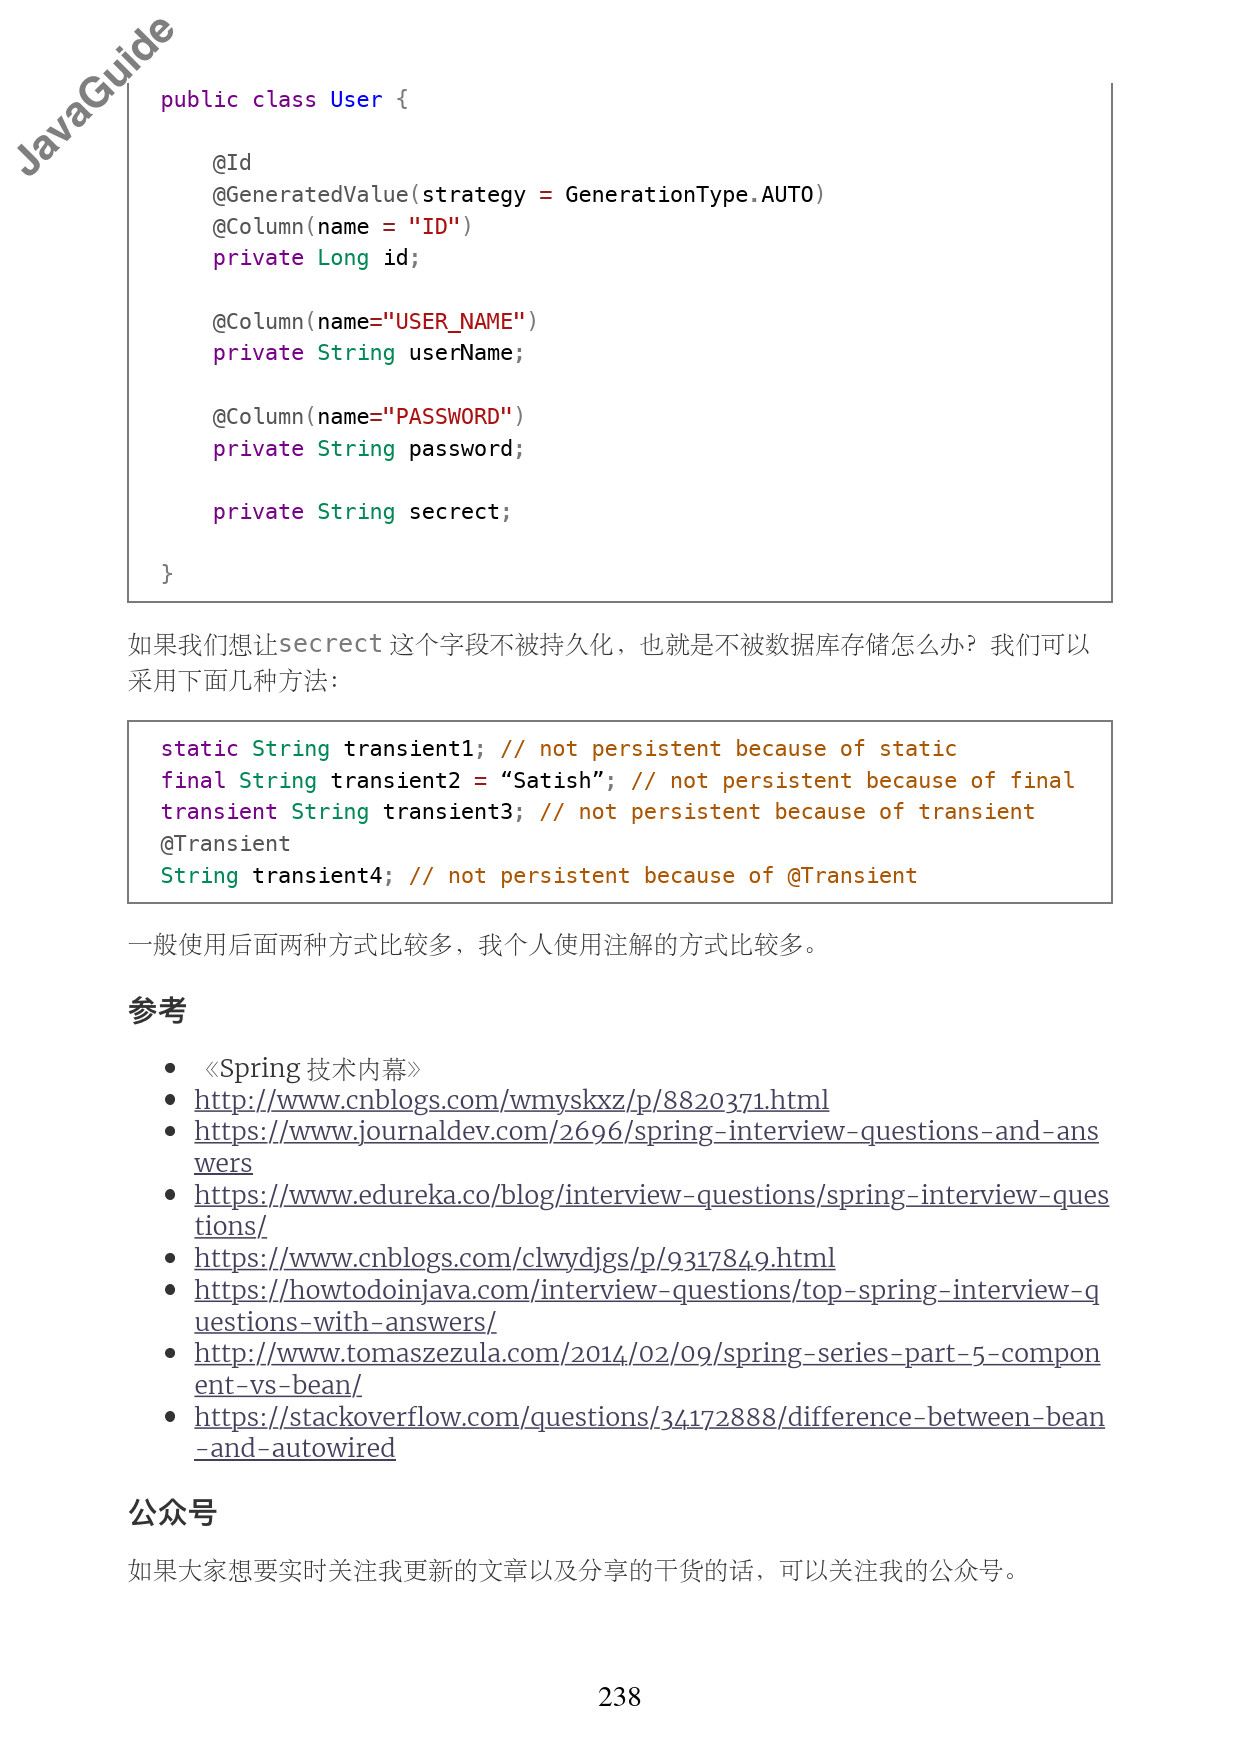 JavaGuide
public class User {
@Id
@GeneratedValue(strategy = GenerationType.AUTO)
@Column(name = "ID")
private Long id;
@Column(name="USER_NAME")
private String userName;
@Column(name="PASSWORD")
private String password;
private String secrect;
}
如果我们想让secrect 这个字段不被持久化，也就是不被数据库存储怎么办？我们可以
采用下面几种方法：
static String transient1; // not persistent because of static
final String transient2 = “Satish”; // not persistent because of final
transient String transient3; // not persistent because of transient
@Transient
String transient4; // not persistent because of @Transient
一般使用后面两种方式比较多，我个人使用注解的方式比较多。
参考
• 《Spring 技术内幕》
• http://www.cnblogs.com/wmyskxz/p/8820371.html
• https://www.journaldev.com/2696/spring-interview-questions-and-ans
wers
• https://www.edureka.co/blog/interview-questions/spring-interview-ques
tions/
• https://www.cnblogs.com/clwydjgs/p/9317849.html
• https://howtodoinjava.com/interview-questions/top-spring-interview-q
uestions-with-answers/
• http://www.tomaszezula.com/2014/02/09/spring-series-part-5-compon
ent-vs-bean/
• https://stackoverflow.com/questions/34172888/difference-between-bean
-and-autowired
公众号
如果大家想要实时关注我更新的文章以及分享的干货的话，可以关注我的公众号。
238